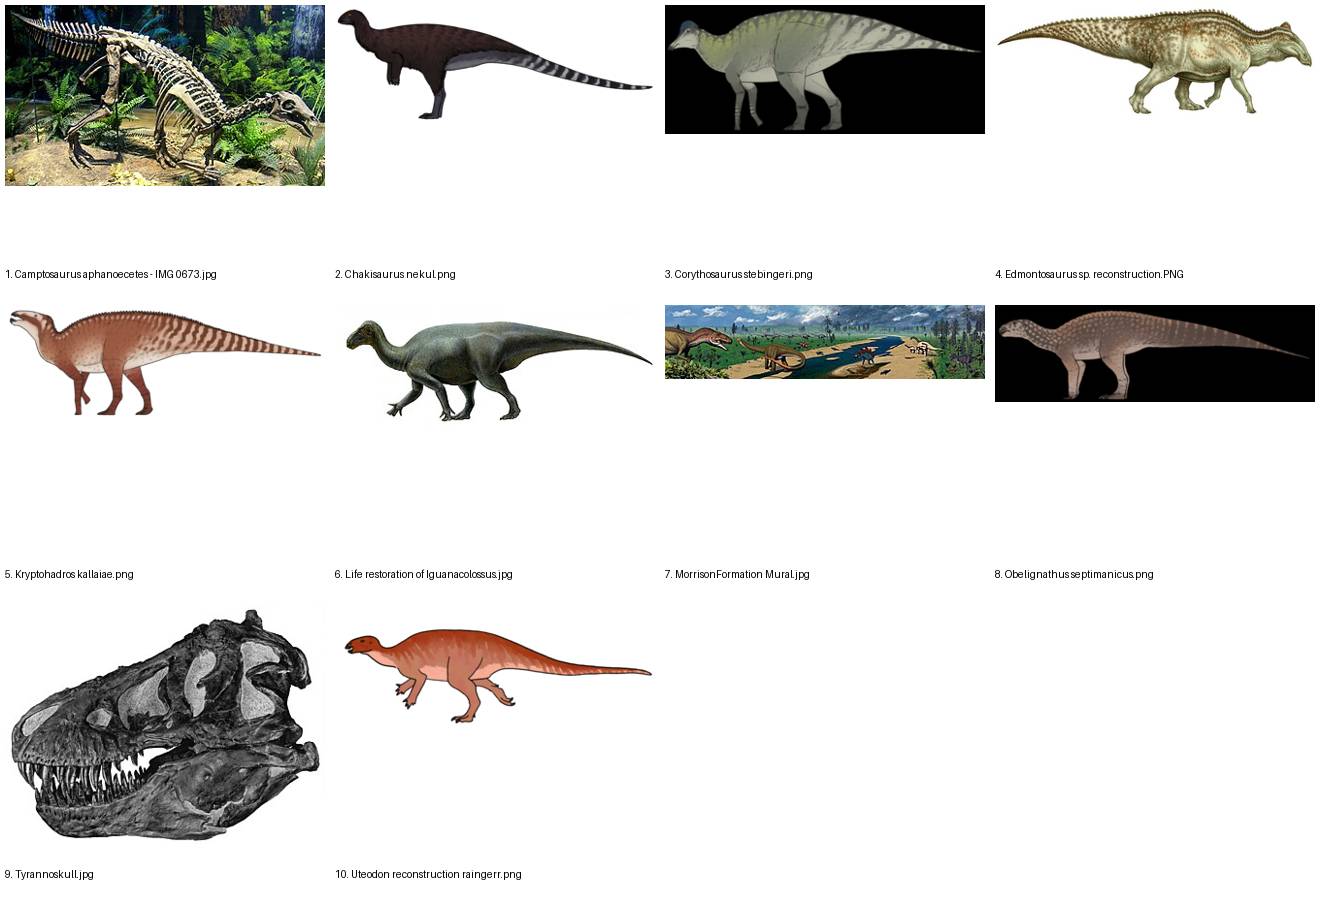 1. Camptosaurus aphanoecetes - IMG 0673.jpg
2. Chakisaurus nekul.png
3. Corythosaurus stebingeri.png
4. Edmontosaurus sp. reconstruction.PNG
5. Kryptohadros kallaiae.png
6. Life restoration of Iguanacolossus.jpg
7. MorrisonFormation Mural.jpg
8. Obelignathus septimanicus.png
9. Tyrannoskull.jpg
10. Uteodon reconstruction raingerr.png